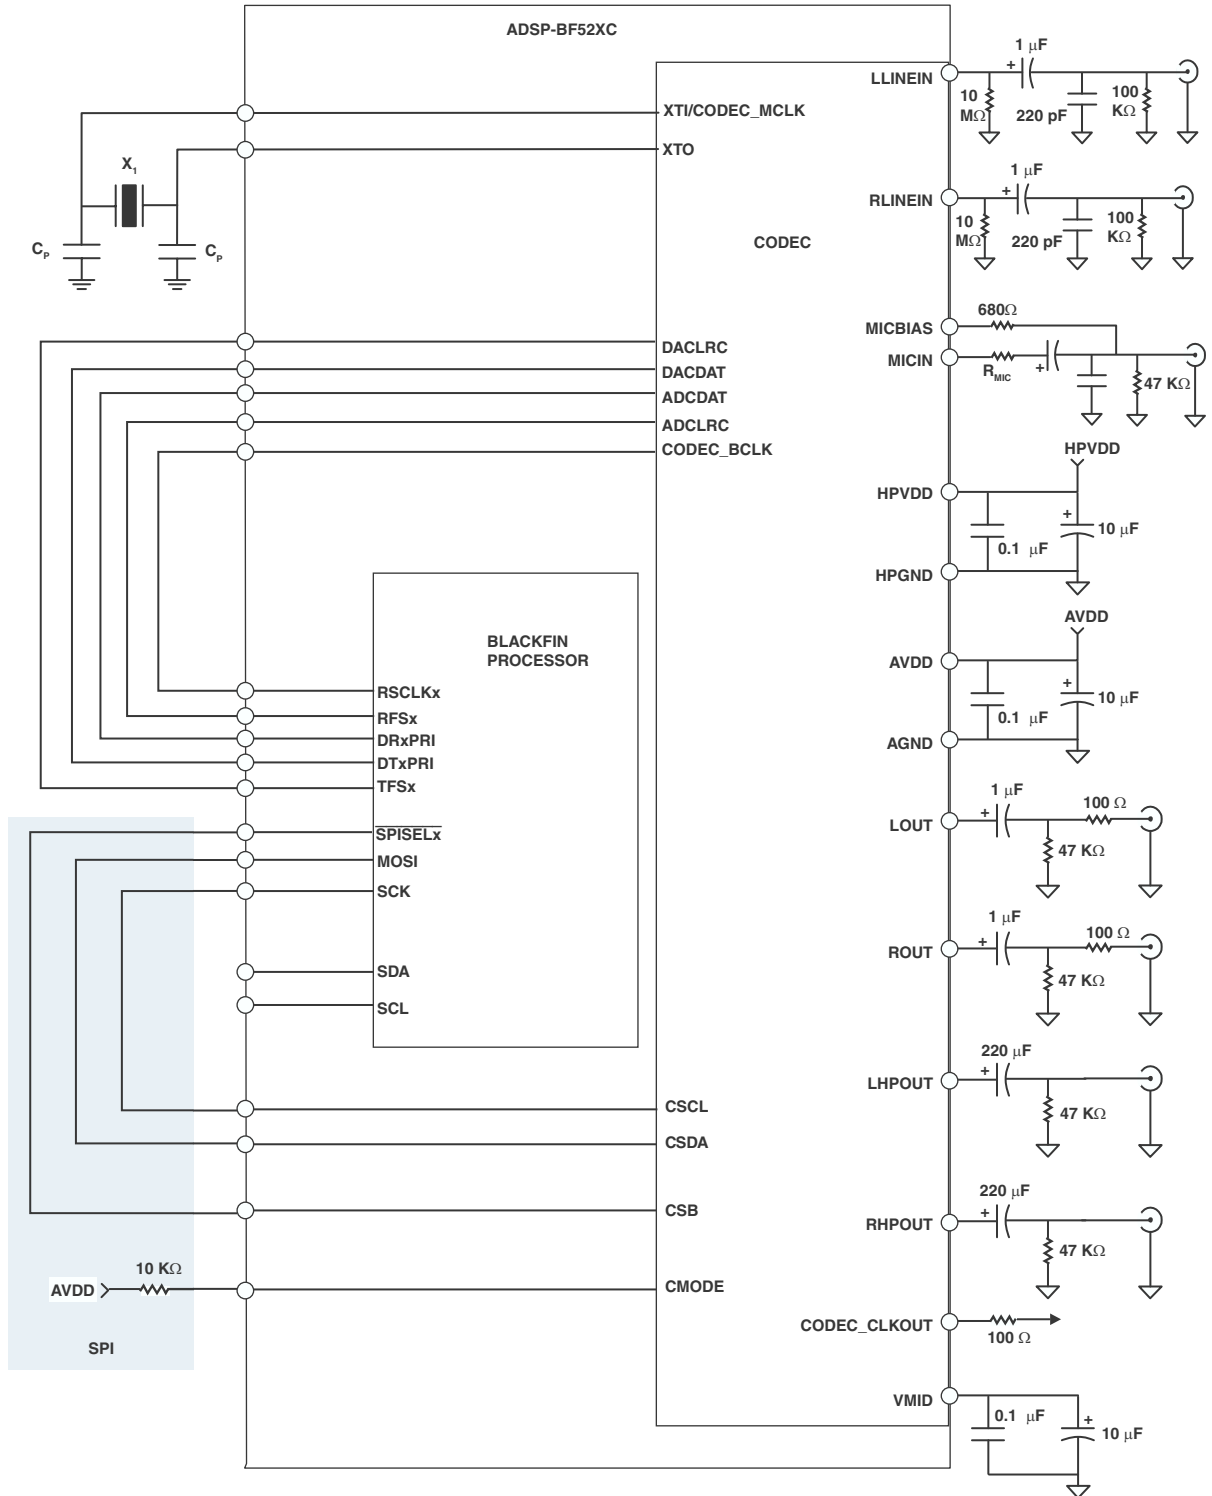 ADSP-BF52XC
XTI/CODEC_MCLK
XTO
X1
CP
CP
CODEC
LLINEIN
1 μF
+
10
MΩ
220 pF
100
KΩ
RLINEIN
1 μF
+
10
MΩ
220 pF
100
KΩ
MICBIAS
680Ω
MICIN
RMIC
+
47 KΩ
DACLRC
DACDAT
ADCDAT
ADCLRC
CODEC_BCLK
HPVDD
HPVDD
+
0.1 μF
10 μF
HPGND
BLACKFIN
PROCESSOR
AVDD
AVDD
+
0.1 μF
10 μF
AGND
RSCLKx
RFSx
DRxPRI
DTxPRI
TFSx
SPISELx
MOSI
SCK
SDA
SCL
LOUT
1 μF
+
100 Ω
47 KΩ
ROUT
1 μF
+
100 Ω
47 KΩ
LHPOUT
220 μF
+
47 KΩ
CSCL
CSDA
CSB
RHPOUT
220 μF
+
47 KΩ
AVDD
10 KΩ
CMODE
SPI
CODEC_CLKOUT
100 Ω
VMID
0.1 μF
+
10 μF